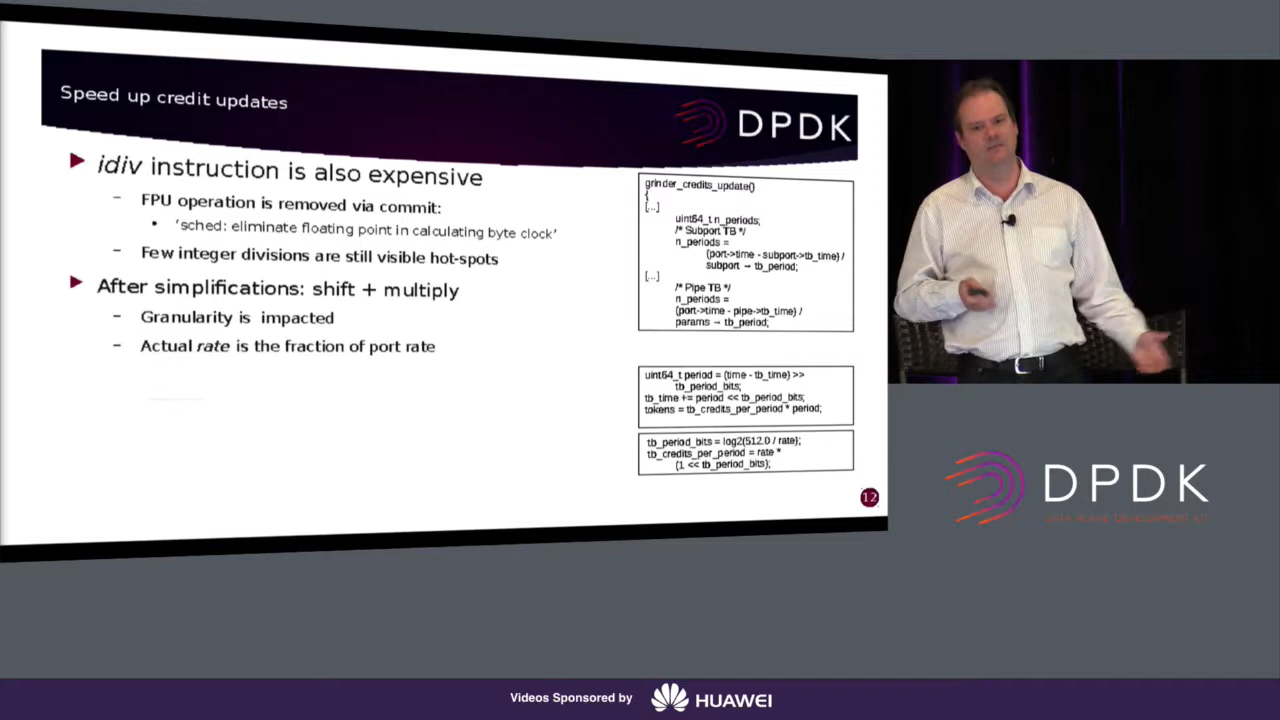 Speed up credit updates
DPDK
idiv instruction is also expensive
– FPU operation is removed via commit:
• ‘sched: eliminate floating point in calculating byte clock’
– Few integer divisions are still visible hot-spots
After simplifications: shift + multiply
– Granularity is impacted
– Actual rate is the fraction of port rate
grinder_credits_update()
{
[...]
uint64_t n_periods;
/* Subport TB */
n_periods =
(port->time - subport->tb_time) /
subport → tb_period;
[...]
/* Pipe TB */
n_periods =
(port->time - pipe->tb_time) /
params → tb_period;
uint64_t period = (time - tb_time) >>
tb_period_bits;
tb_time += period << tb_period_bits;
tokens = tb_credits_per_period * period;
tb_period_bits = log2(512.0 / rate);
tb_credits_per_period = rate *
(1 << tb_period_bits);
12
DPDK
DATA PLANE DEVELOPMENT KIT
Videos Sponsored by
HUAWEI